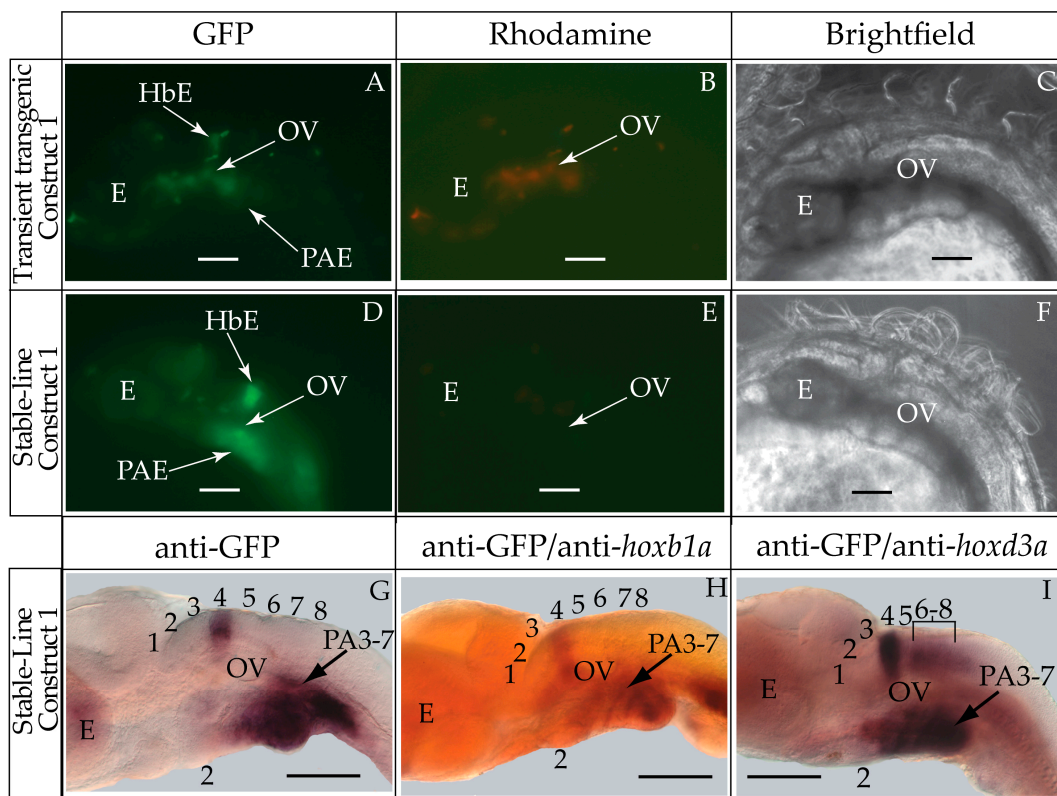 GFP
Rhodamine
Brightfield
Transient transgenic
Construct 1
A
HbE
OV
E
PAE
B
OV
E
C
OV
E
Stable-line
Construct 1
D
HbE
E
OV
PAE
E
E
OV
F
E
OV
anti-GFP
anti-GFP/anti-hoxb1a
anti-GFP/anti-hoxd3a
Stable-Line
Construct 1
G
1 2 3 4 5 6 7 8
PA3-7
OV
E
2
H
1 2 3 4 5 6 7 8
PA3-7
OV
E
2
I
1 2 3 4 5 6,-8
PA3-7
OV
E
2